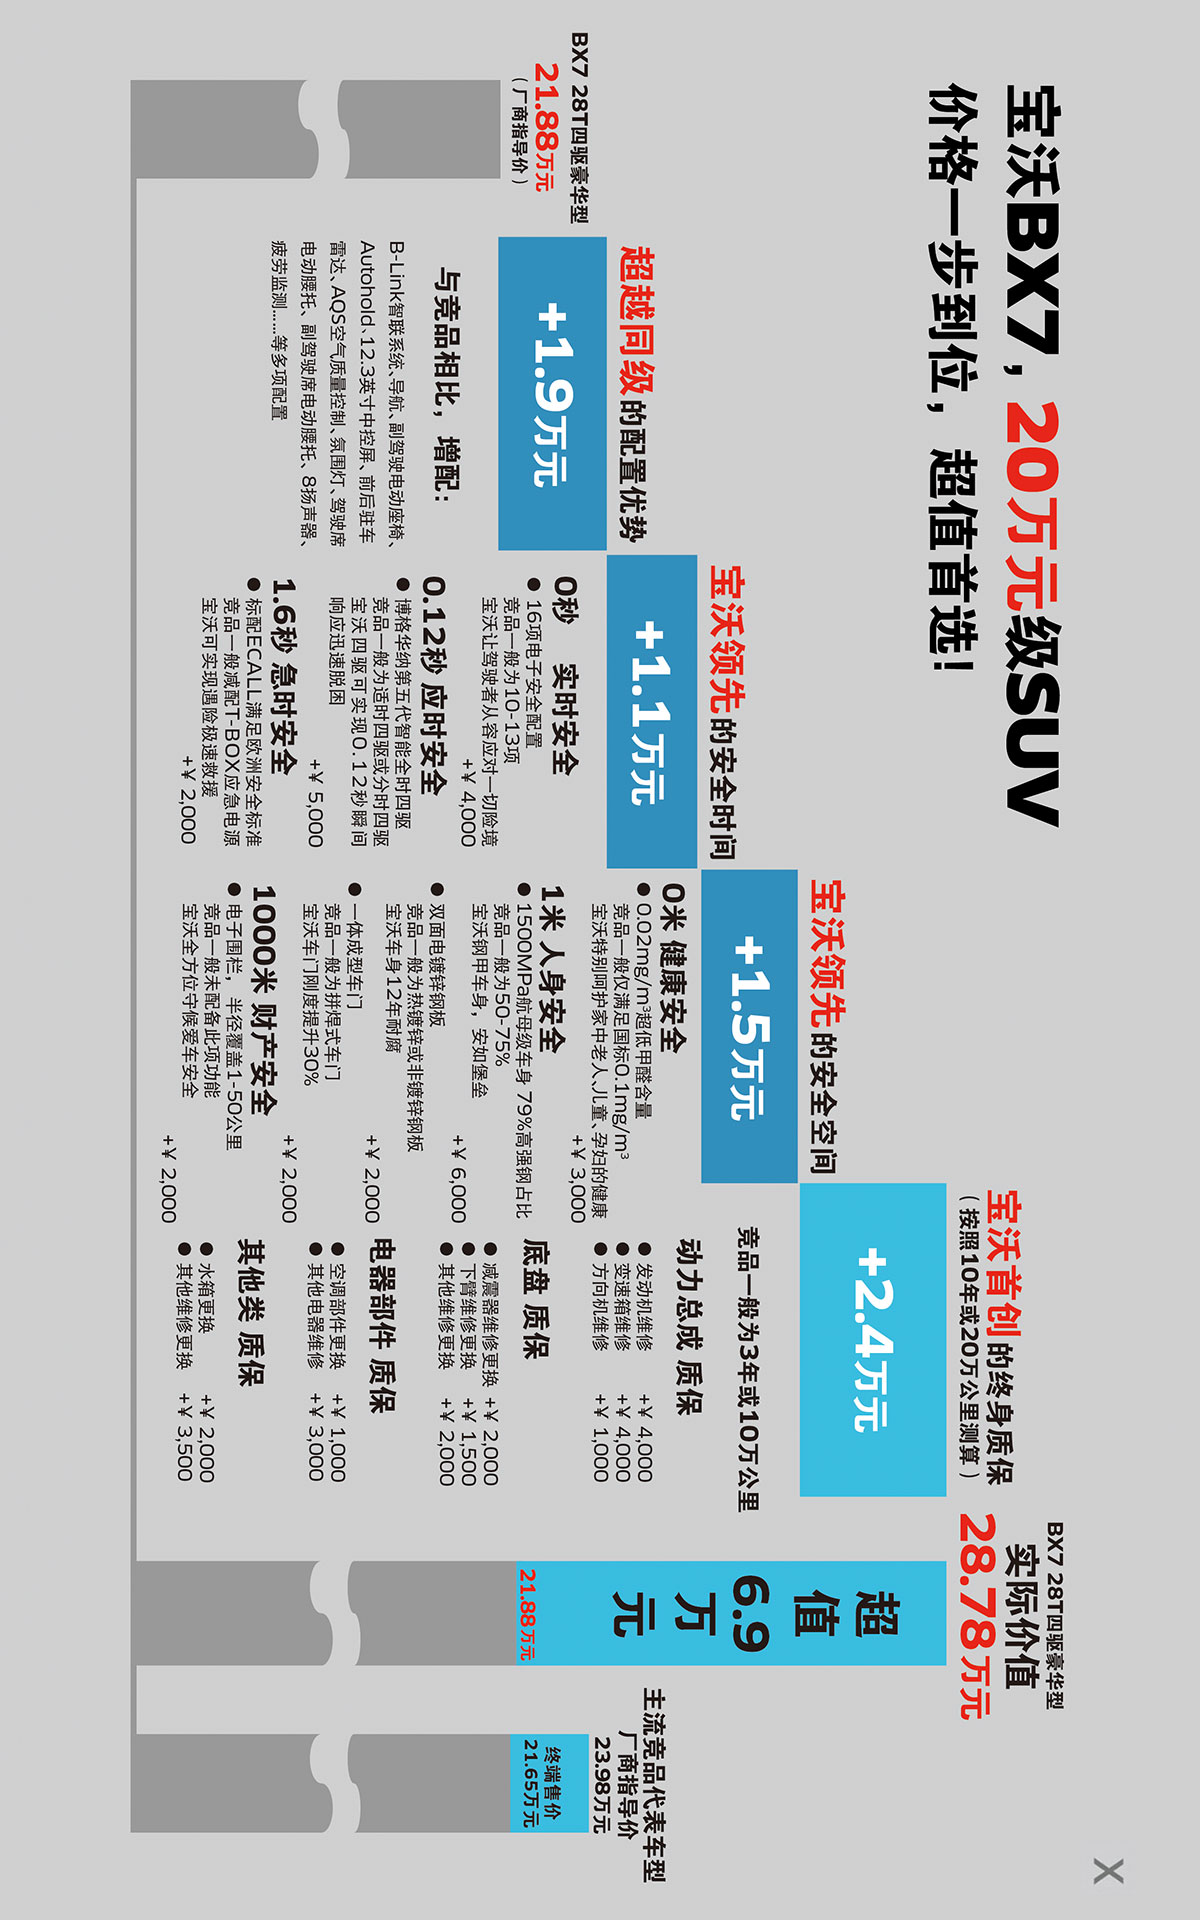 宝沃BX7，20万元级SUV
价格一步到位，超值首选！
BX7 28T四驱豪华型
21.88万元
（厂商指导价）
超越同级的配置优势
+1.9万元
与竞品相比，增配：
B-Link智联系统、导航、副驾驶电动座椅、
Autohold、12.3英寸中控屏、前后驻车
雷达、AQS空气质量控制、氛围灯、驾驶席
电动腰托、副驾驶席电动腰托、8扬声器、
疲劳监测……等多项配置
宝沃领先的安全时间
+1.1万元
0秒 实时安全
● 16项电子安全配置
竞品一般为10-13项
宝沃让驾驶者从容应对一切险境
+¥ 4,000
0.12秒 应时安全
● 博格华纳第五代智能全时四驱
竞品一般为适时四驱或分时四驱
宝沃四驱可实现0.12秒瞬间
响应迅速脱困
+¥ 5,000
1.6秒 急时安全
● 标配ECALL满足欧洲安全标准
竞品一般减配T-BOX应急电源
宝沃可实现遇险极速救援
+¥ 2,000
宝沃领先的安全空间
+1.5万元
0米 健康安全
● 0.02mg/m³超低甲醛含量
竞品一般仅满足国标0.1mg/m³
宝沃特别呵护家中老人、儿童、孕妇的健康
+¥ 3,000
1米 人身安全
● 1500MPa航母级车身 79%高强钢占比
竞品一般为50-75%
宝沃钢甲车身，安如堡垒
+¥ 6,000
● 双面电镀锌钢板
竞品一般为热镀锌或非镀锌钢板
宝沃车身12年耐腐
+¥ 2,000
● 一体成型车门
竞品一般为拼焊式车门
宝沃车门刚度提升30%
+¥ 2,000
1000米 财产安全
● 电子围栏，半径覆盖1-50公里
竞品一般未配备此项功能
宝沃全方位守候爱车安全
+¥ 2,000
宝沃首创的终身质保
（按照10年或20万公里测算）
+2.4万元
竞品一般为3年或10万公里
动力总成 质保
● 发动机维修 +¥ 4,000
● 变速箱维修 +¥ 4,000
● 方向机维修 +¥ 1,000
底盘 质保
● 减震器维修更换 +¥ 2,000
● 下臂维修更换 +¥ 1,500
● 其他维修更换 +¥ 2,000
电器部件 质保
● 空调部件更换 +¥ 1,000
● 其他电器维修 +¥ 3,000
其他类 质保
● 水箱更换 +¥ 2,000
● 其他维修更换 +¥ 3,500
BX7 28T四驱豪华型
实际价值
28.78万元
超
值
6.9
万
元
21.88万元
主流竞品代表车型
厂商指导价
23.98万元
终端售价
21.65万元
X